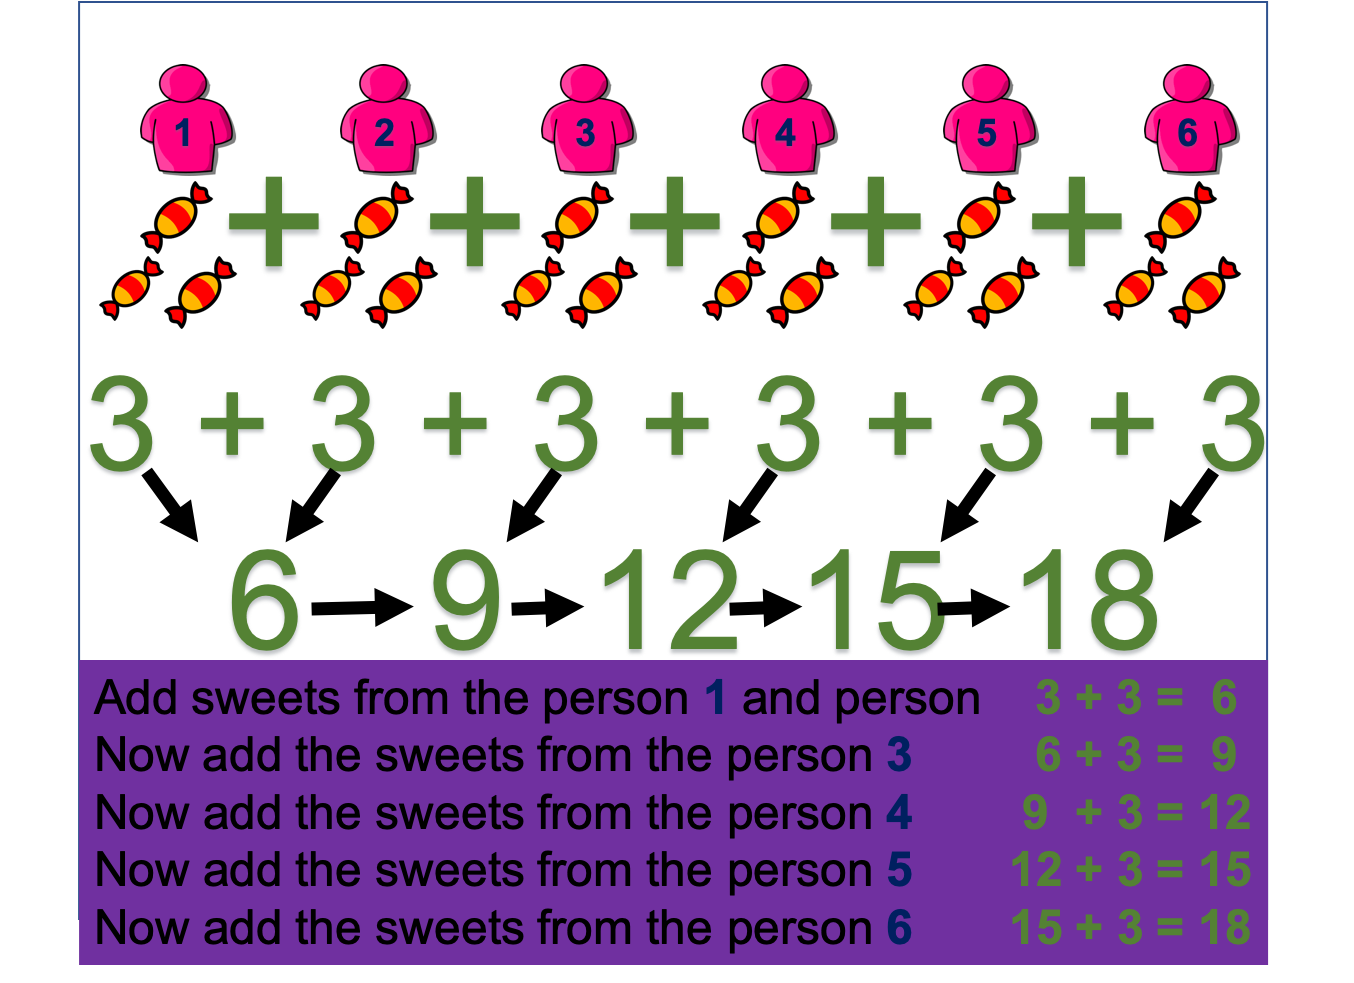 1 2 3 4 5 6
+ + + + +
3 + 3 + 3 + 3 + 3 + 3
6 9 12 15 18
Add sweets from the person 1 and person 3 + 3 = 6
Now add the sweets from the person 3 6 + 3 = 9
Now add the sweets from the person 4 9 + 3 = 12
Now add the sweets from the person 5 12 + 3 = 15
Now add the sweets from the person 6 15 + 3 = 18